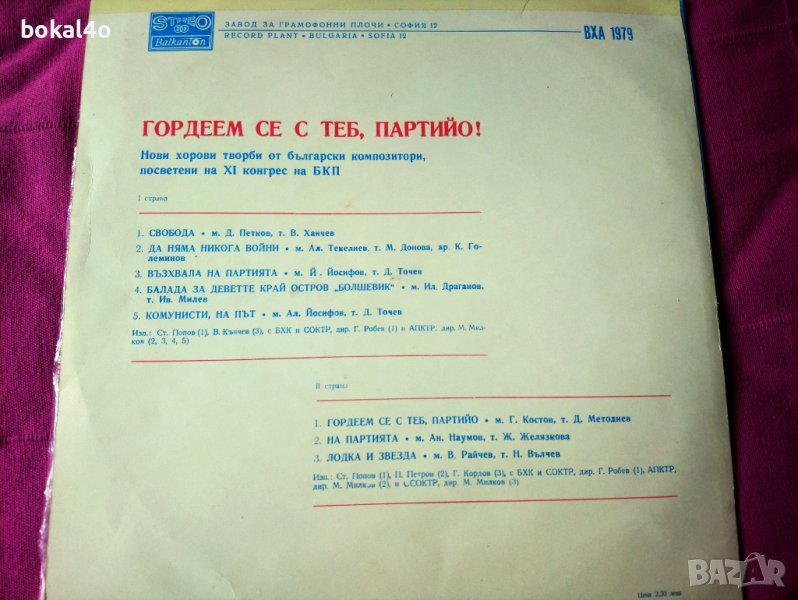 bokal4o
STEREO
Balkanton
ЗАВОД ЗА ГРАМОФОННИ ПЛОЧИ • СОФИЯ 12
RECORD PLANT • BULGARIA • SOFIA 12
ВХА 1979
ГОРДЕЕМ СЕ С ТЕБ, ПАРТИЙО!
Нови хорови творби от български композитори,
посветени на XI конгрес на БКП
I страна
1. СВОБОДА • м. Д. Петков, т. В. Ханчев
2. ДА НЯМА НИКОГА ВОЙНИ • м. Ал. Текелиев, т. М. Донова, ар. К. Го-
леминов
3. ВЪЗХВАЛА НА ПАРТИЯТА • м. Й. Йосифов, т. Д. Точев
4. БАЛАДА ЗА ДЕВЕТТЕ КРАЙ ОСТРОВ „БОЛШЕВИК“ • м. Ил. Драганов,
т. Ив. Милев
5. КОМУНИСТИ, НА ПЪТ • м. Ал. Йосифов, т. Д. Точев
Изп.: Ст. Попов (1), В. Кънчев (3), с БХК и СОКТР, дир. Г. Робев (1) и АПКТР, дир. М. Мил-
ков (2, 3, 4, 5)
II страна
1. ГОРДЕЕМ СЕ С ТЕБ, ПАРТИЙО • м. Г. Костов, т. Д. Методиев
2. НА ПАРТИЯТА • м. Ан. Наумов, т. Ж. Желязкова
3. ЛОДКА И ЗВЕЗДА • м. В. Райчев, т. Н. Вълчев
Изп.: Ст. Попов (1), П. Петров (2), Г. Кордов (3), с БХК и СОКТР, дир. Г. Робев (1), АПКТР,
дир. М. Милков (2), и СОКТР, дир. М. Милков (3)
Цена 2,30 лева
BAZAR
bg